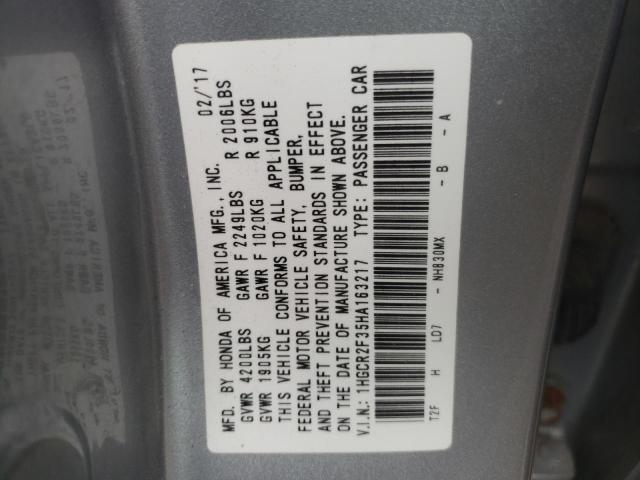 MFD. BY HONDA OF AMERICA MFG., INC. 02/'17
GVWR 4200LBS GAWR F 2249LBS R 2006LBS
GVWR 1905KG GAWR F 1020KG R 910KG
THIS VEHICLE CONFORMS TO ALL APPLICABLE
FEDERAL MOTOR VEHICLE SAFETY, BUMPER,
AND THEFT PREVENTION STANDARDS IN EFFECT
ON THE DATE OF MANUFACTURE SHOWN ABOVE.
V.I.N.: 1HGCR2F35HA163217 TYPE: PASSENGER CAR
T2F H LD7 - NH830MX - B - A